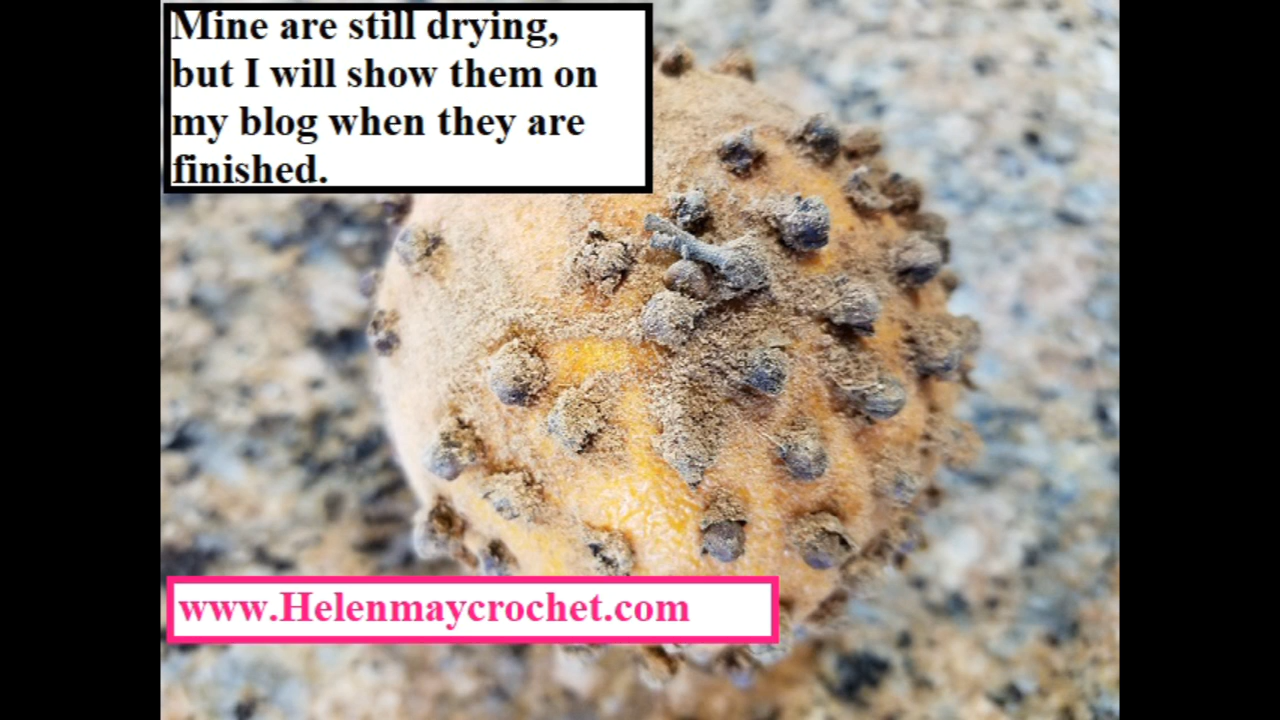 Mine are still drying,
but I will show them on
my blog when they are
finished.
www.Helenmaycrochet.com